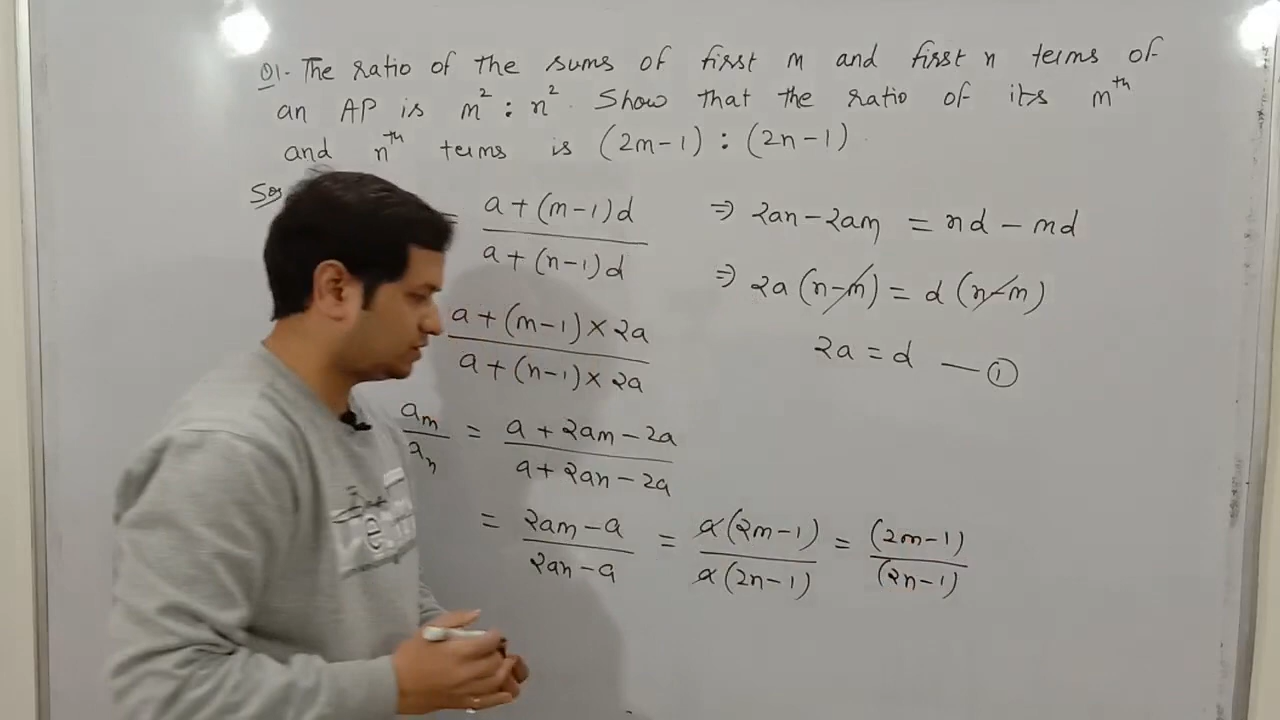 Q1- The ratio of the sums of first m and first n terms of
an AP is m² : n². Show that the ratio of its mᵗʰ
and nᵗʰ terms is (2m-1) : (2n-1).
= a+(m-1)d / a+(n-1)d
a+(m-1)×2a / a+(n-1)×2a
aₘ/aₙ = a+2am-2a / a+2an-2a
= 2am-a / 2an-a = a(2m-1) / a(2n-1) = (2m-1) / (2n-1)
⇒ 2an-2am = nd-md
⇒ 2a(n-m) = d(n-m)
2a = d —①